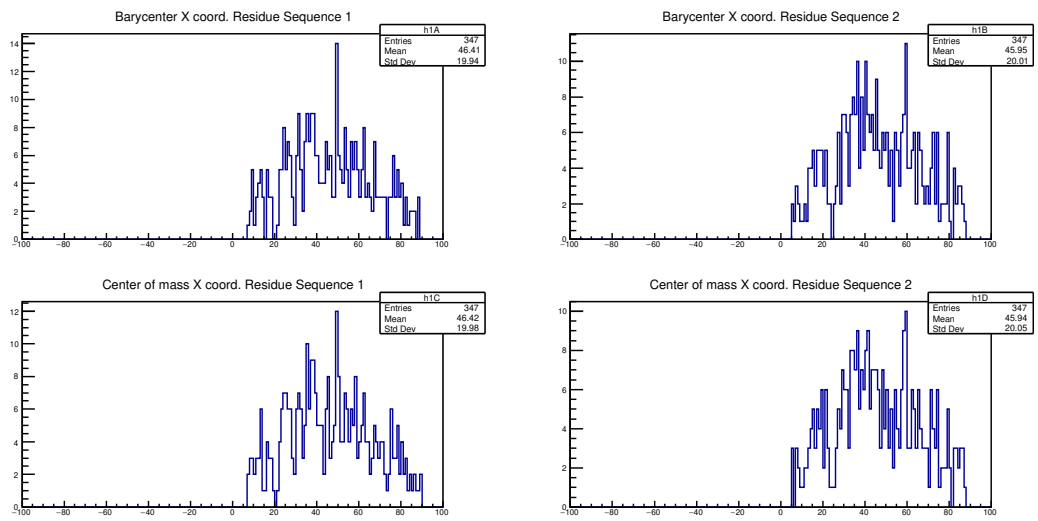 Barycenter X coord. Residue Sequence 1
h1A
Entries 347
Mean 46.41
Std Dev 19.94
14
12
10
8
6
4
2
0
−100 −80 −60 −40 −20 0 20 40 60 80 100
Barycenter X coord. Residue Sequence 2
h1B
Entries 347
Mean 45.95
Std Dev 20.01
10
8
6
4
2
0
−100 −80 −60 −40 −20 0 20 40 60 80 100
Center of mass X coord. Residue Sequence 1
h1C
Entries 347
Mean 46.42
Std Dev 19.98
12
10
8
6
4
2
0
−100 −80 −60 −40 −20 0 20 40 60 80 100
Center of mass X coord. Residue Sequence 2
h1D
Entries 347
Mean 45.94
Std Dev 20.05
10
8
6
4
2
0
−100 −80 −60 −40 −20 0 20 40 60 80 100